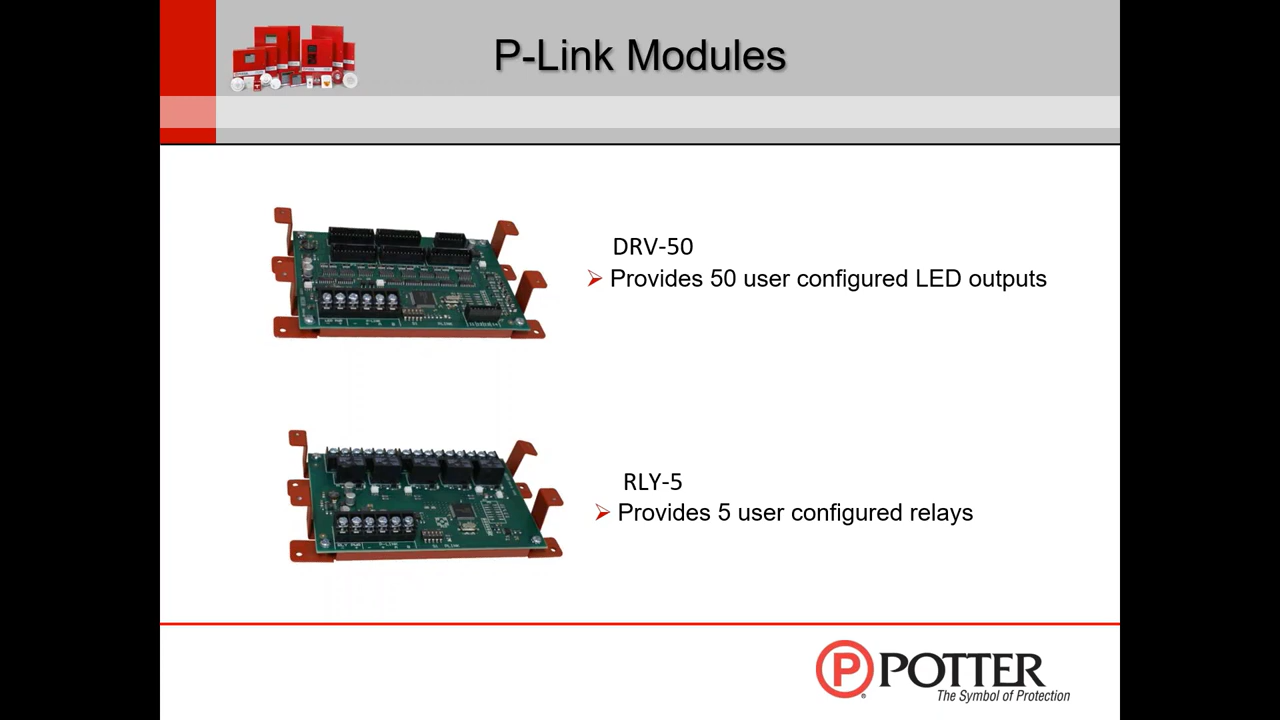 P-Link Modules
DRV-50
Provides 50 user configured LED outputs
RLY-5
Provides 5 user configured relays
P POTTER
The Symbol of Protection